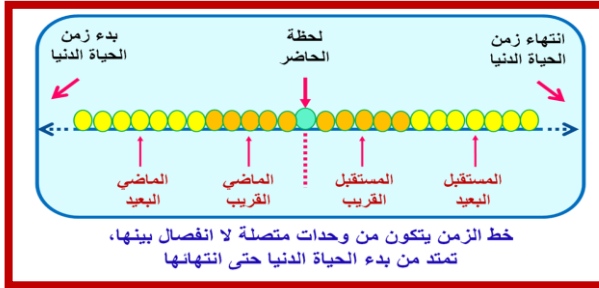 انتهاء زمن
الحياة الدنيا
لحظة
الحاضر
بدء زمن
الحياة الدنيا
المستقبل
البعيد
المستقبل
القريب
الماضي
القريب
الماضي
البعيد
خط الزمن يتكون من وحدات متصلة لا انفصال بينها،
تمتد من بدء الحياة الدنيا حتى انتهائها